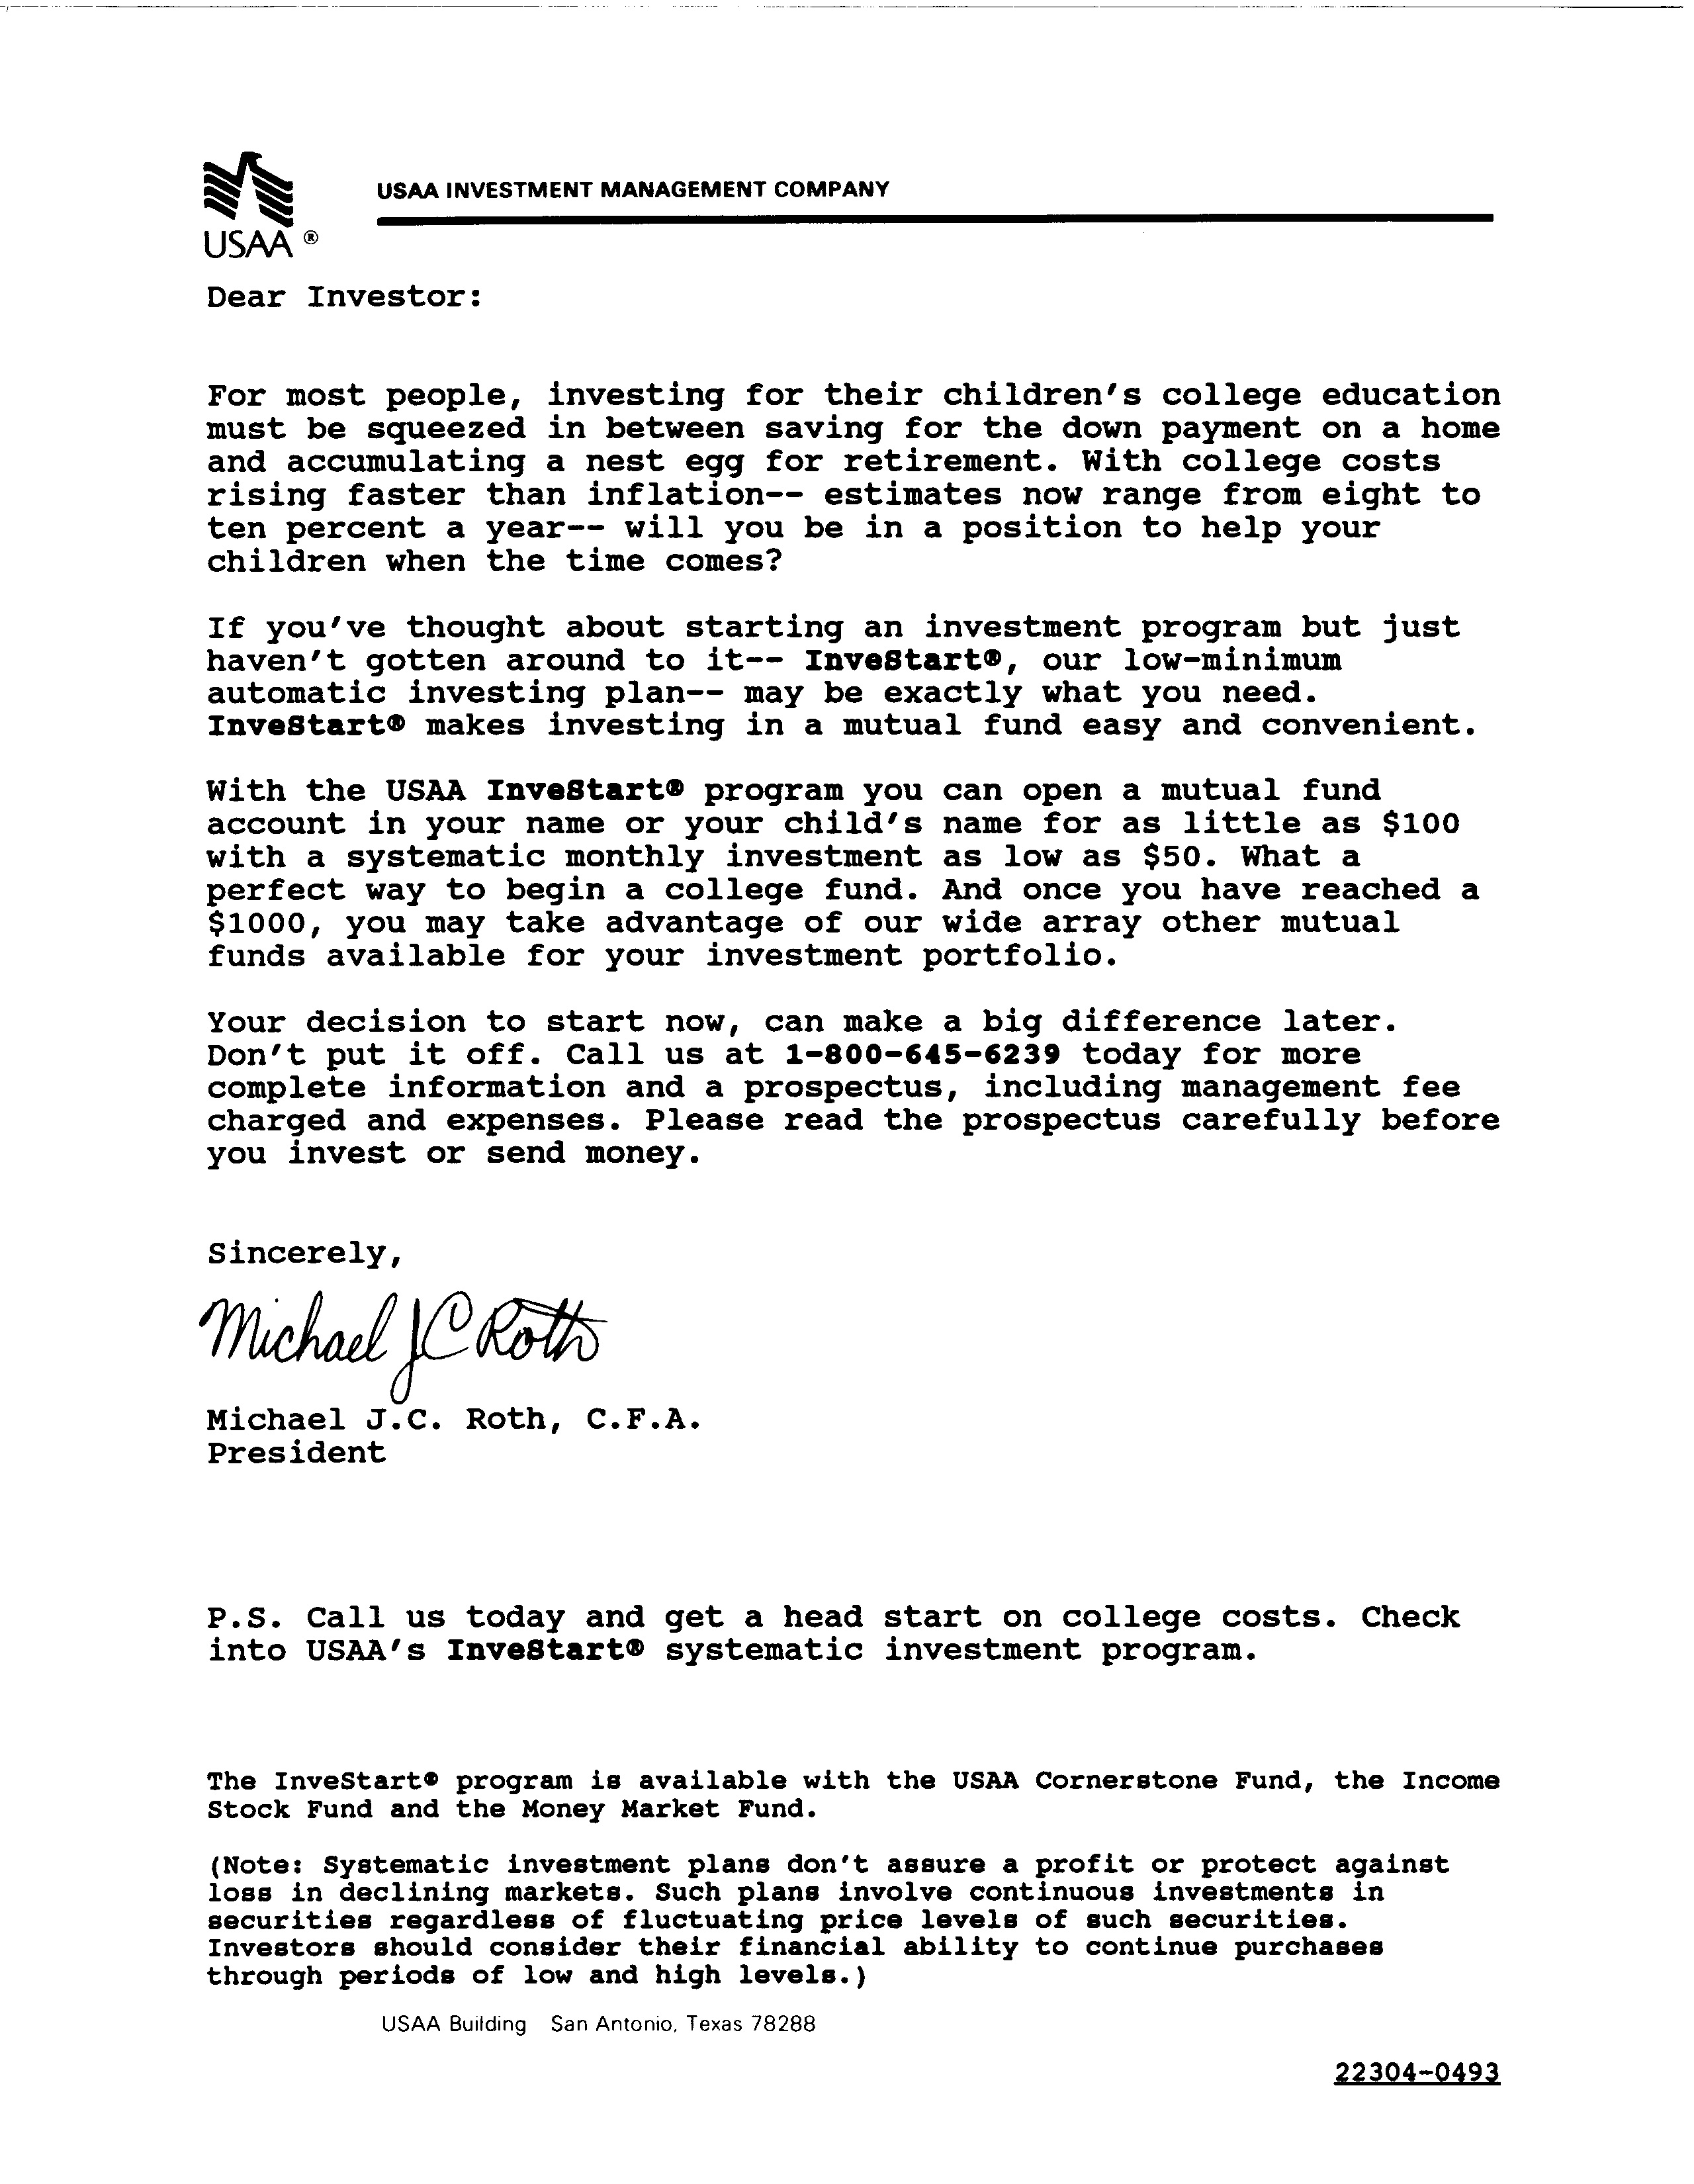 USAA INVESTMENT MANAGEMENT COMPANY
USAA ®
Dear Investor:
For most people, investing for their children's college education
must be squeezed in between saving for the down payment on a home
and accumulating a nest egg for retirement. With college costs
rising faster than inflation-- estimates now range from eight to
ten percent a year-- will you be in a position to help your
children when the time comes?
If you've thought about starting an investment program but just
haven't gotten around to it-- InveStart®, our low-minimum
automatic investing plan-- may be exactly what you need.
InveStart® makes investing in a mutual fund easy and convenient.
With the USAA InveStart® program you can open a mutual fund
account in your name or your child's name for as little as $100
with a systematic monthly investment as low as $50. What a
perfect way to begin a college fund. And once you have reached a
$1000, you may take advantage of our wide array other mutual
funds available for your investment portfolio.
Your decision to start now, can make a big difference later.
Don't put it off. Call us at 1-800-645-6239 today for more
complete information and a prospectus, including management fee
charged and expenses. Please read the prospectus carefully before
you invest or send money.
Sincerely,
Michael J C Roth
Michael J.C. Roth, C.F.A.
President
P.S. Call us today and get a head start on college costs. Check
into USAA's InveStart® systematic investment program.
The InveStart® program is available with the USAA Cornerstone Fund, the Income
Stock Fund and the Money Market Fund.
(Note: Systematic investment plans don't assure a profit or protect against
loss in declining markets. Such plans involve continuous investments in
securities regardless of fluctuating price levels of such securities.
Investors should consider their financial ability to continue purchases
through periods of low and high levels.)
USAA Building San Antonio, Texas 78288
22304-0493